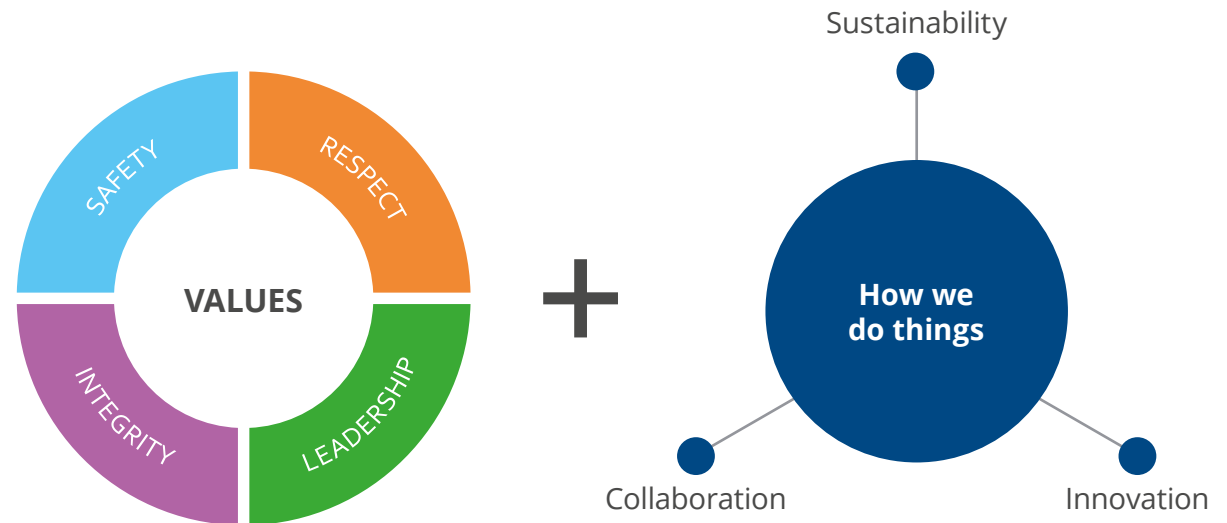 SAFETY
RESPECT
VALUES
INTEGRITY
LEADERSHIP
+
Sustainability
How we
do things
Collaboration
Innovation